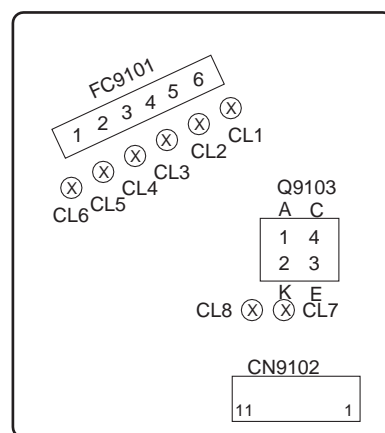 FC9101
1 2 3 4 5 6
X X X X X X
CL1
CL2
CL3
CL4
CL5
CL6
Q9103
A C
1 4
2 3
K E
CL8 X X CL7
CN9102
11 1